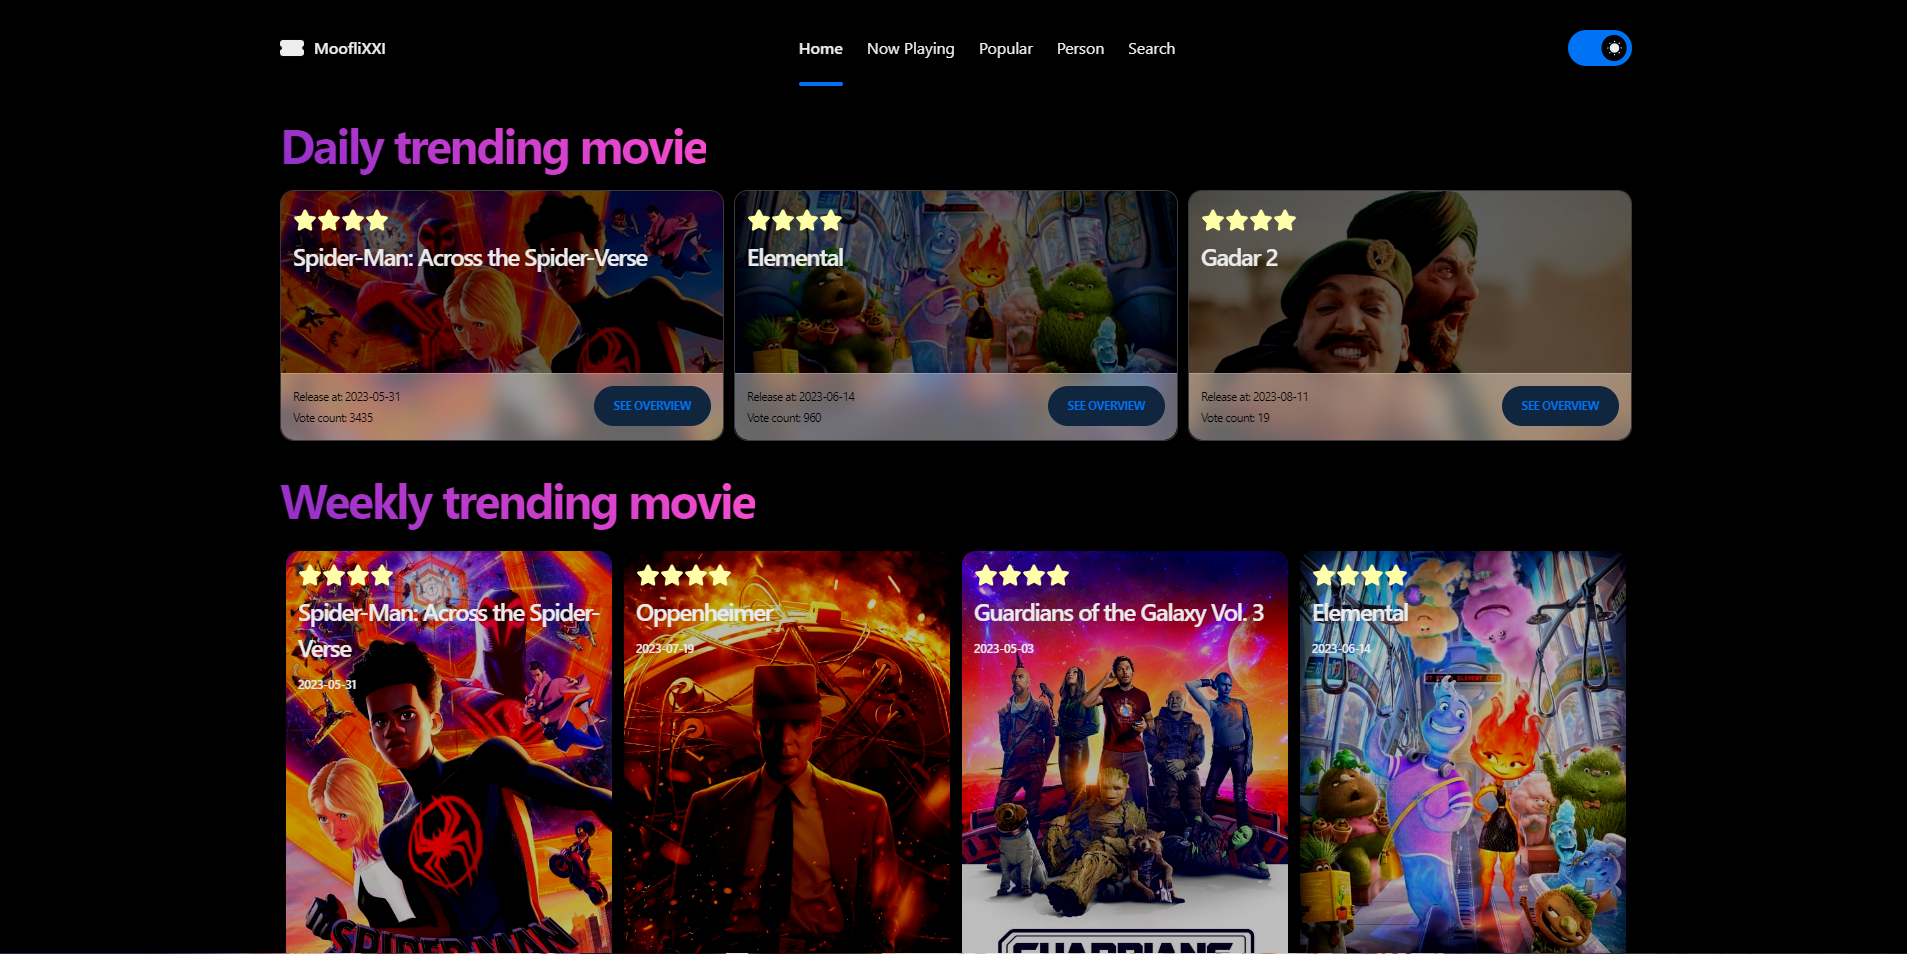 MoofliXXI
Home Now Playing Popular Person Search
Daily trending movie
Spider-Man: Across the Spider-Verse
Release at: 2023-05-31
Vote count: 3435
SEE OVERVIEW
Elemental
Release at: 2023-06-14
Vote count: 960
SEE OVERVIEW
Gadar 2
Release at: 2023-08-11
Vote count: 19
SEE OVERVIEW
Weekly trending movie
Spider-Man: Across the Spider-
Verse
2023-05-31
SPIDER-MAN
Oppenheimer
2023-07-19
Guardians of the Galaxy Vol. 3
2023-05-03
GUARDIANS
Elemental
2023-06-14